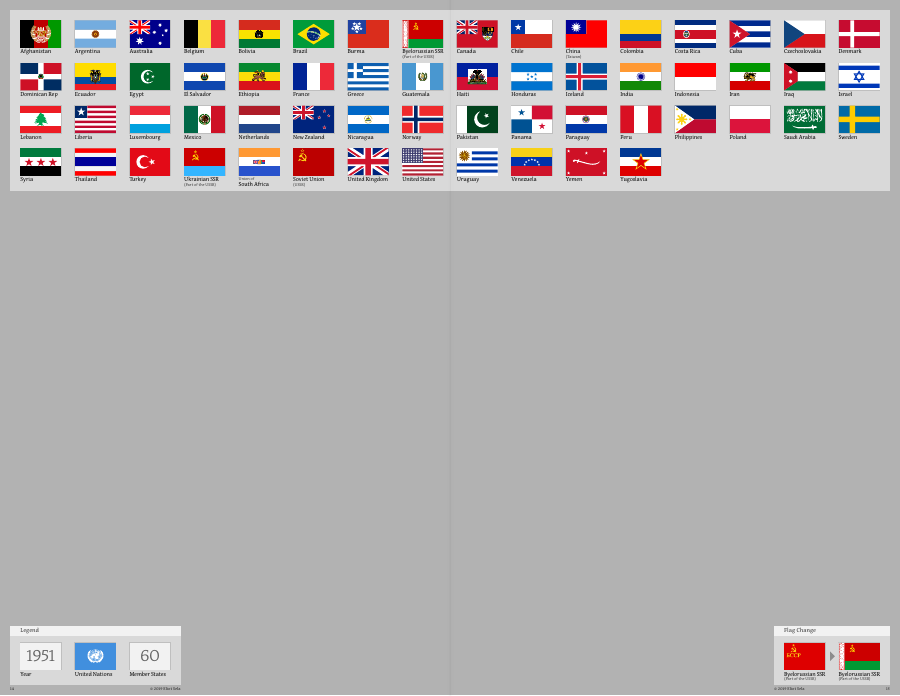 Afghanistan Argentina Australia Belgium Bolivia Brazil Burma Byelorussian SSR Canada Chile China Colombia Costa Rica Cuba Czechoslovakia Denmark
(Part of the USSR) (Taiwan)
Dominican Rep Ecuador Egypt El Salvador Ethiopia France Greece Guatemala Haiti Honduras Iceland India Indonesia Iran Iraq Israel
Lebanon Liberia Luxembourg Mexico Netherlands New Zealand Nicaragua Norway Pakistan Panama Paraguay Peru Philippines Poland Saudi Arabia Sweden
Syria Thailand Turkey Ukrainian SSR Union of Soviet Union United Kingdom United States Uruguay Venezuela Yemen Yugoslavia
(Part of the USSR) South Africa (USSR)
Legend
1951 60
Year United Nations Member States
Flag Change
БССР
Byelorussian SSR Byelorussian SSR
(Part of the USSR) (Part of the USSR)